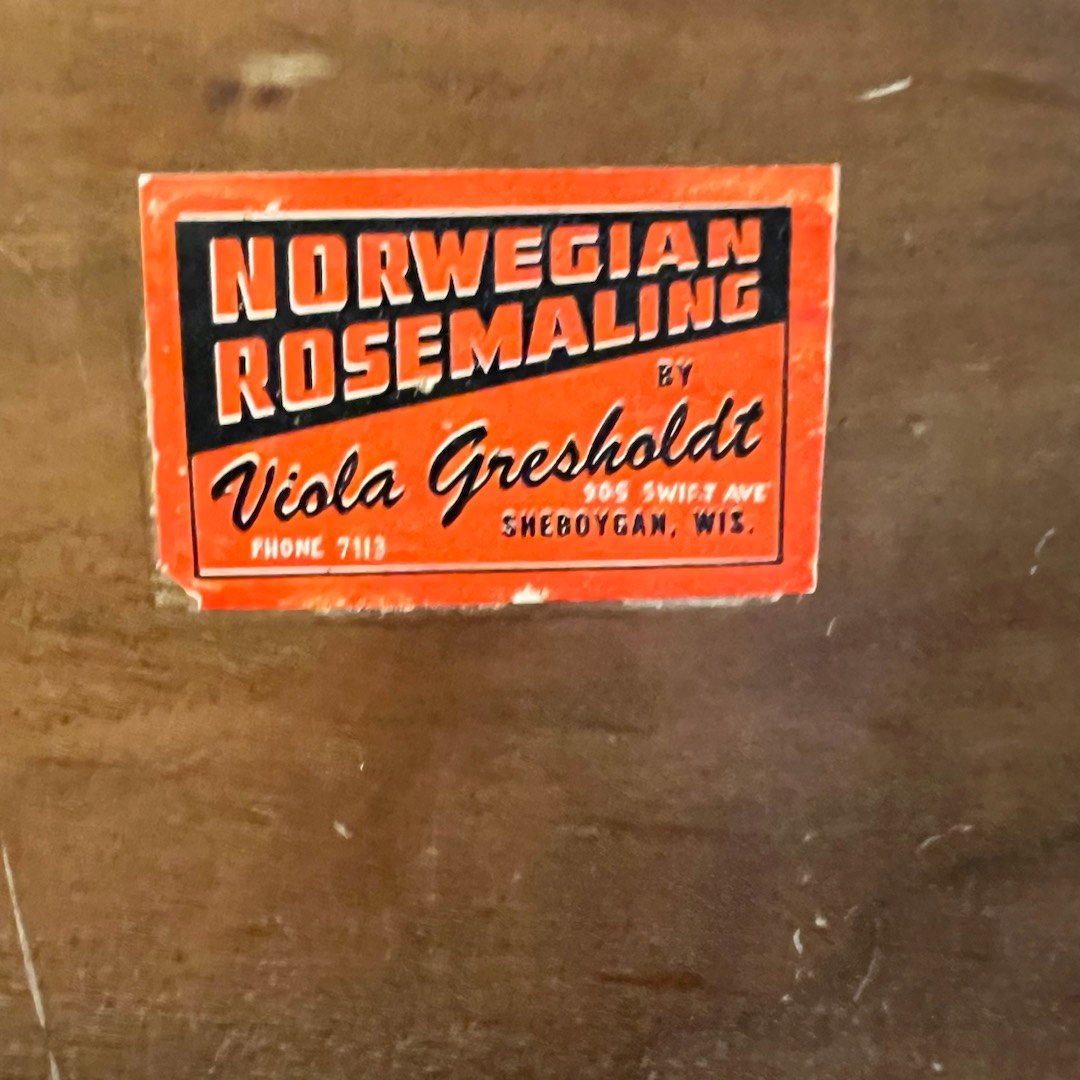 NORWEGIAN
ROSEMALING
BY
Viola Gresholdt
905 SWIFT AVE
SHEBOYGAN, WIS.
PHONE 7113